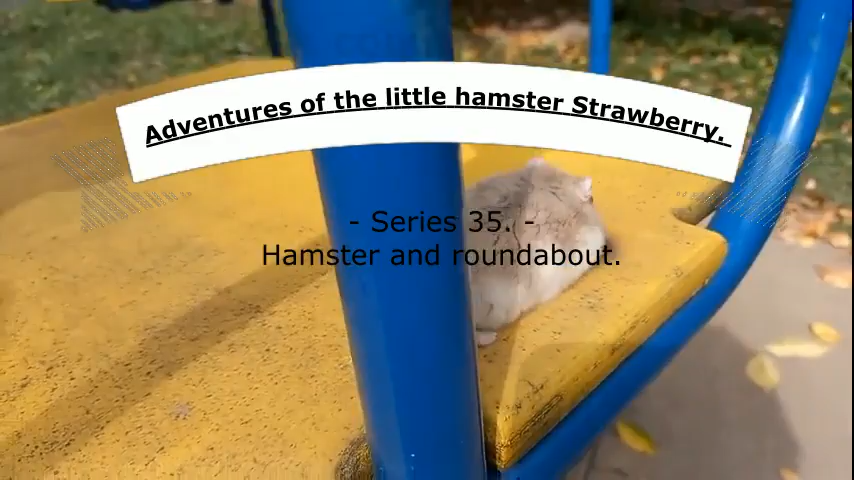 Adventures of the little hamster Strawberry.
- Series 35. -
Hamster and roundabout.